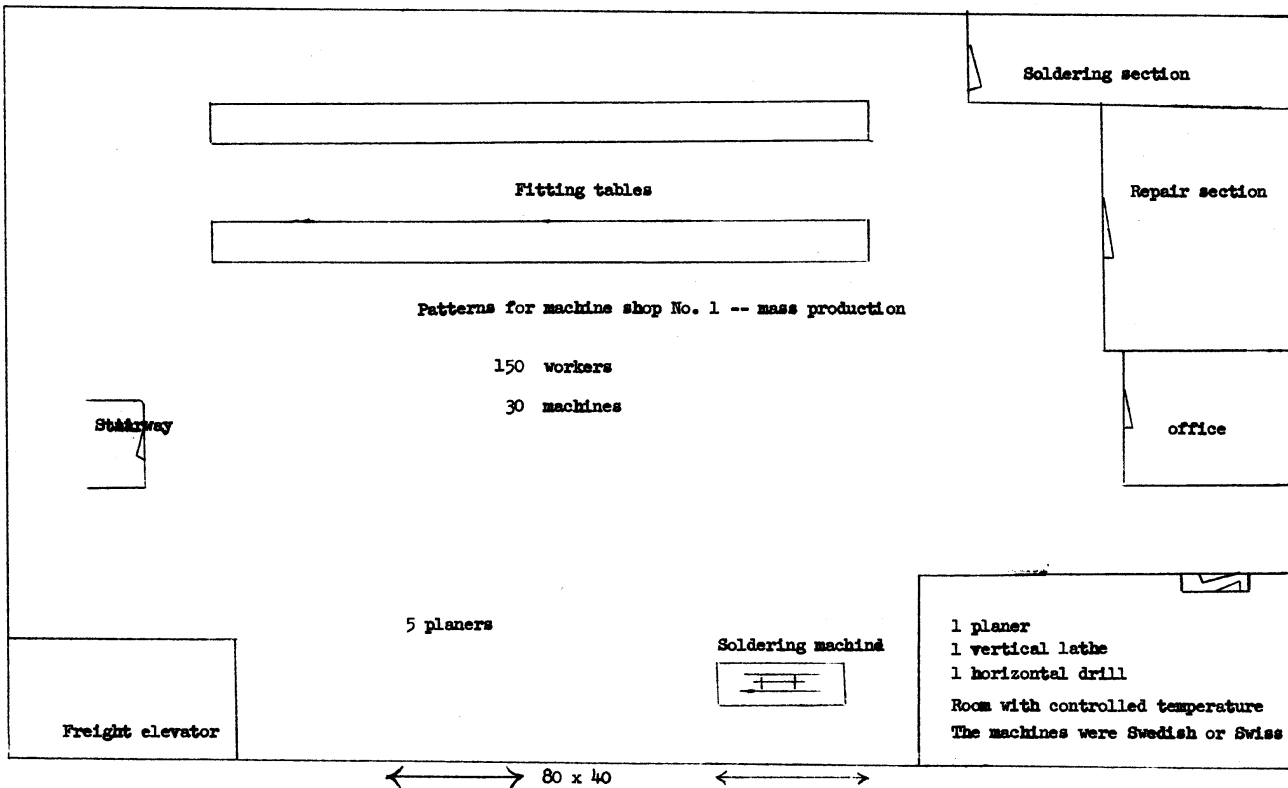 Soldering section
Fitting tables
Repair section
Patterns for machine shop No. 1 -- mass production
150 workers
30 machines
Stairway
office
5 planers
Soldering machine
1 planer
1 vertical lathe
1 horizontal drill
Room with controlled temperature
The machines were Swedish or Swiss
Freight elevator
80 x 40